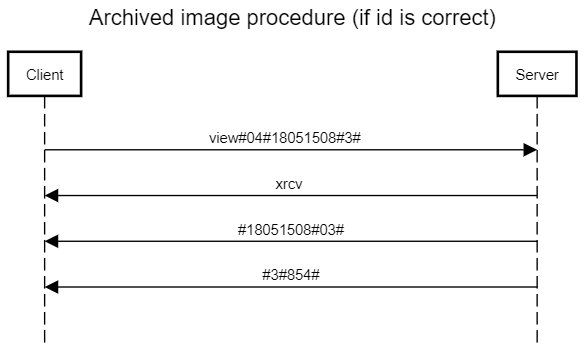 Archived image procedure (if id is correct)
Client
Server
view#04#18051508#3#
xrcv
#18051508#03#
#3#854#